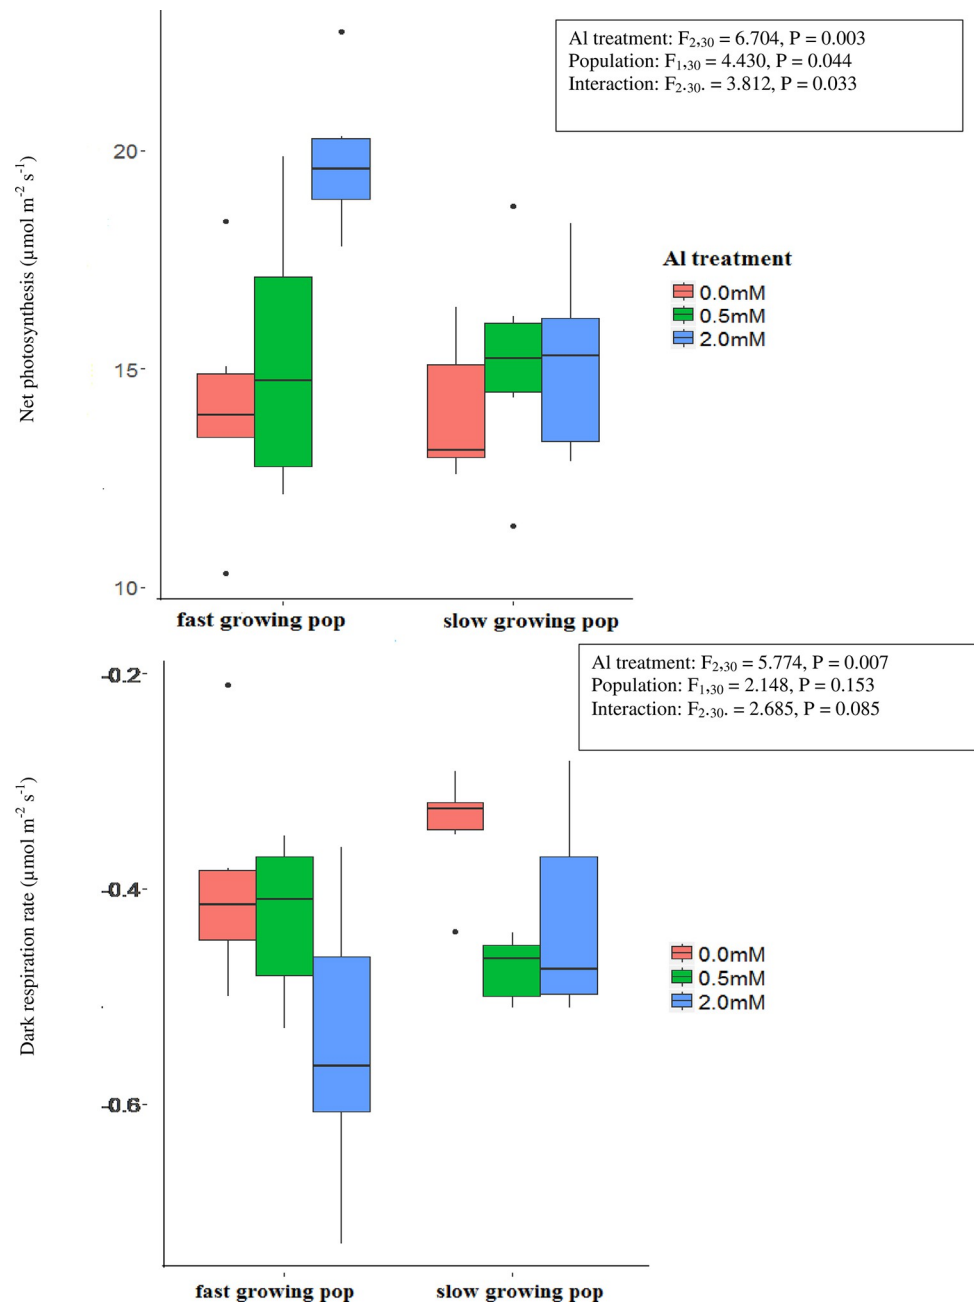 Al treatment: F2,30 = 6.704, P = 0.003
Population: F1,30 = 4.430, P = 0.044
Interaction: F2.30. = 3.812, P = 0.033
Net photosynthesis (µmol m-2 s-1)
20-
15-
10-
Al treatment
0.0mM
0.5mM
2.0mM
fast growing pop slow growing pop
Al treatment: F2,30 = 5.774, P = 0.007
Population: F1,30 = 2.148, P = 0.153
Interaction: F2.30. = 2.685, P = 0.085
Dark respiration rate (µmol m-2 s-1)
-0.2-
-0.4-
-0.6-
0.0mM
0.5mM
2.0mM
fast growing pop slow growing pop